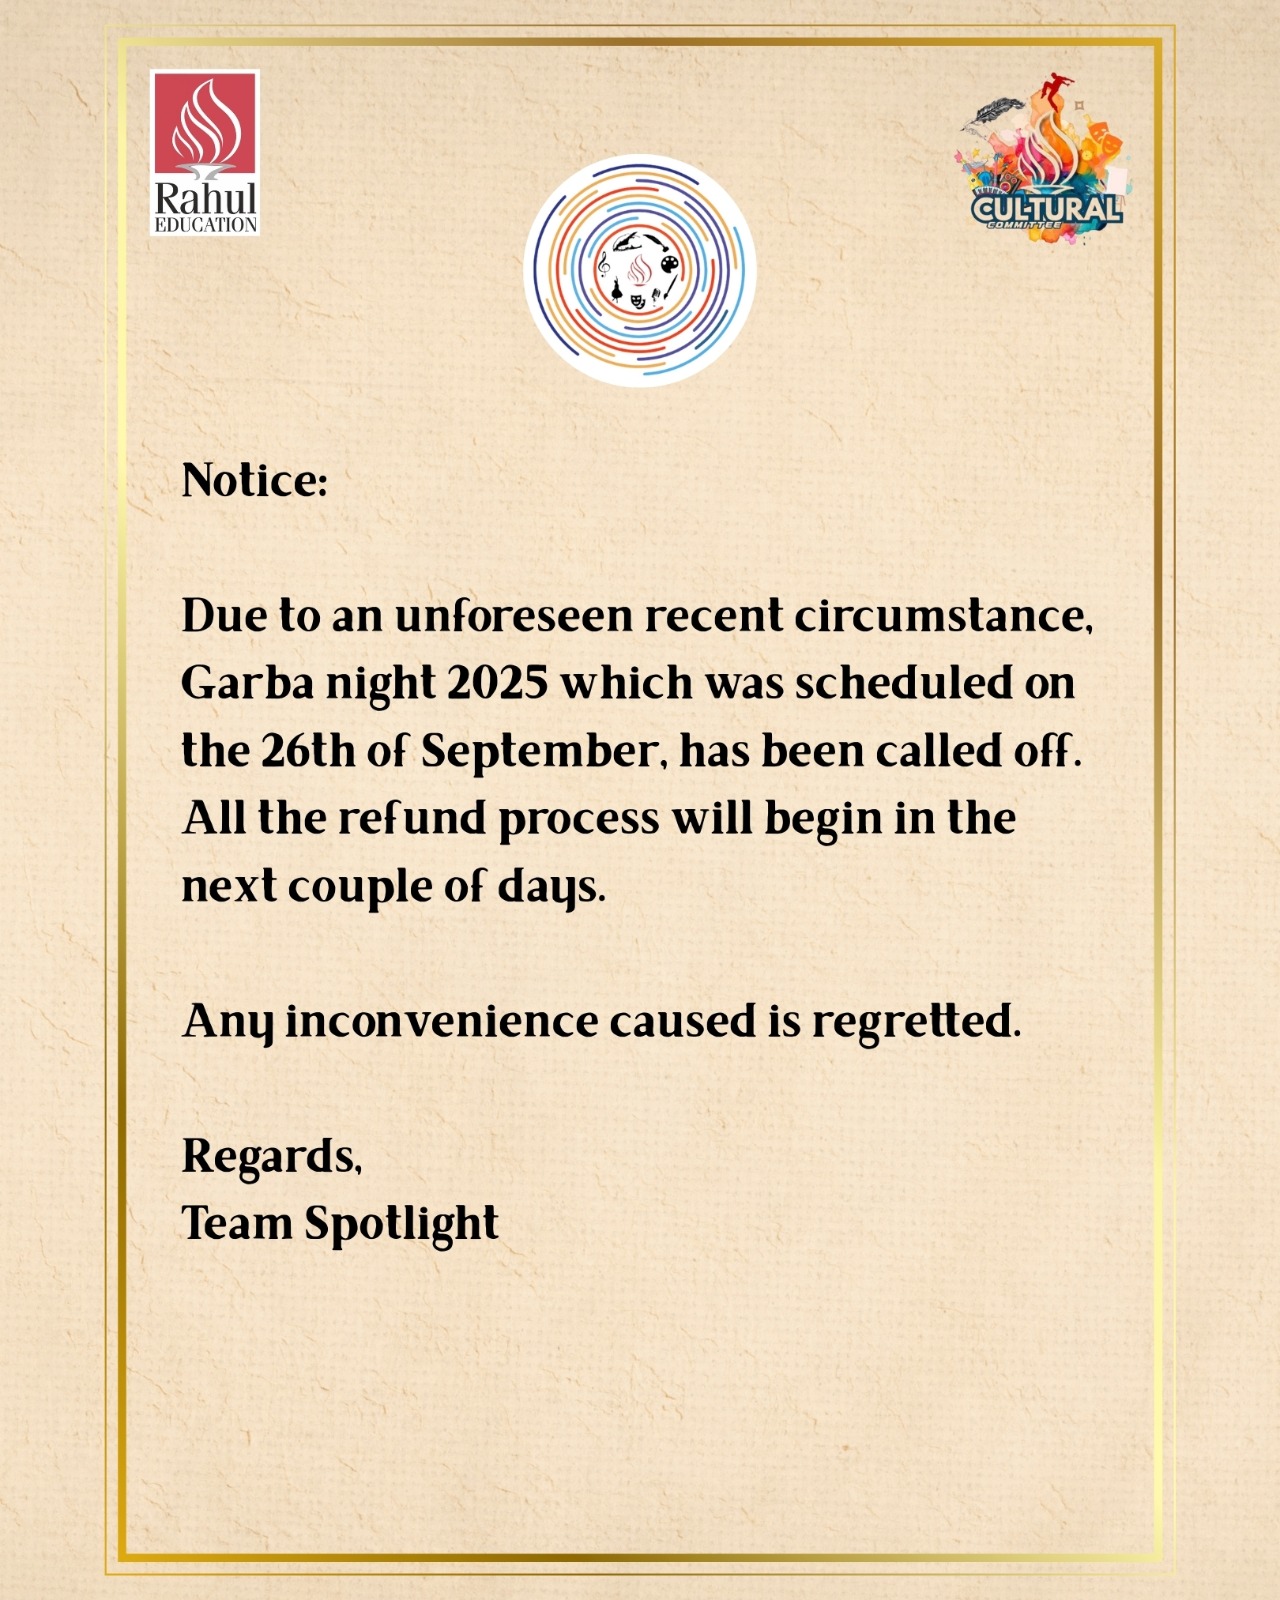 Rahul
EDUCATION
CULTURAL
COMMITTEE
Notice:
Due to an unforeseen recent circumstance,
Garba night 2025 which was scheduled on
the 26th of September, has been called off.
All the refund process will begin in the
next couple of days.
Any inconvenience caused is regretted.
Regards,
Team Spotlight